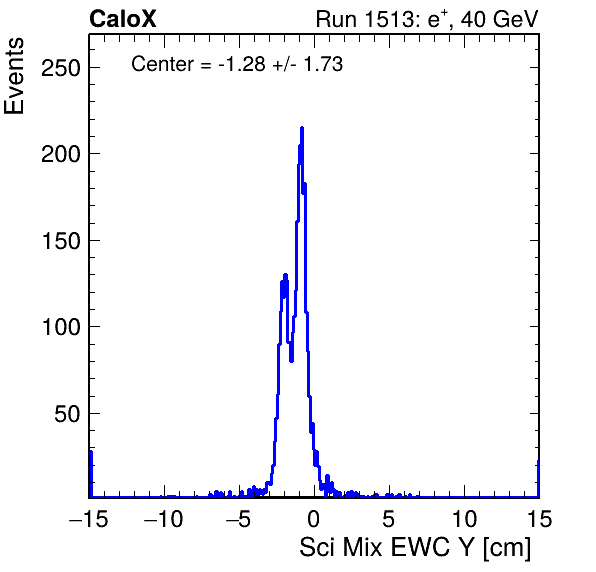 CaloX Run 1513: e⁺, 40 GeV
Center = -1.28 +/- 1.73
Events
250
200
150
100
50
−15 −10 −5 0 5 10 15
Sci Mix EWC Y [cm]